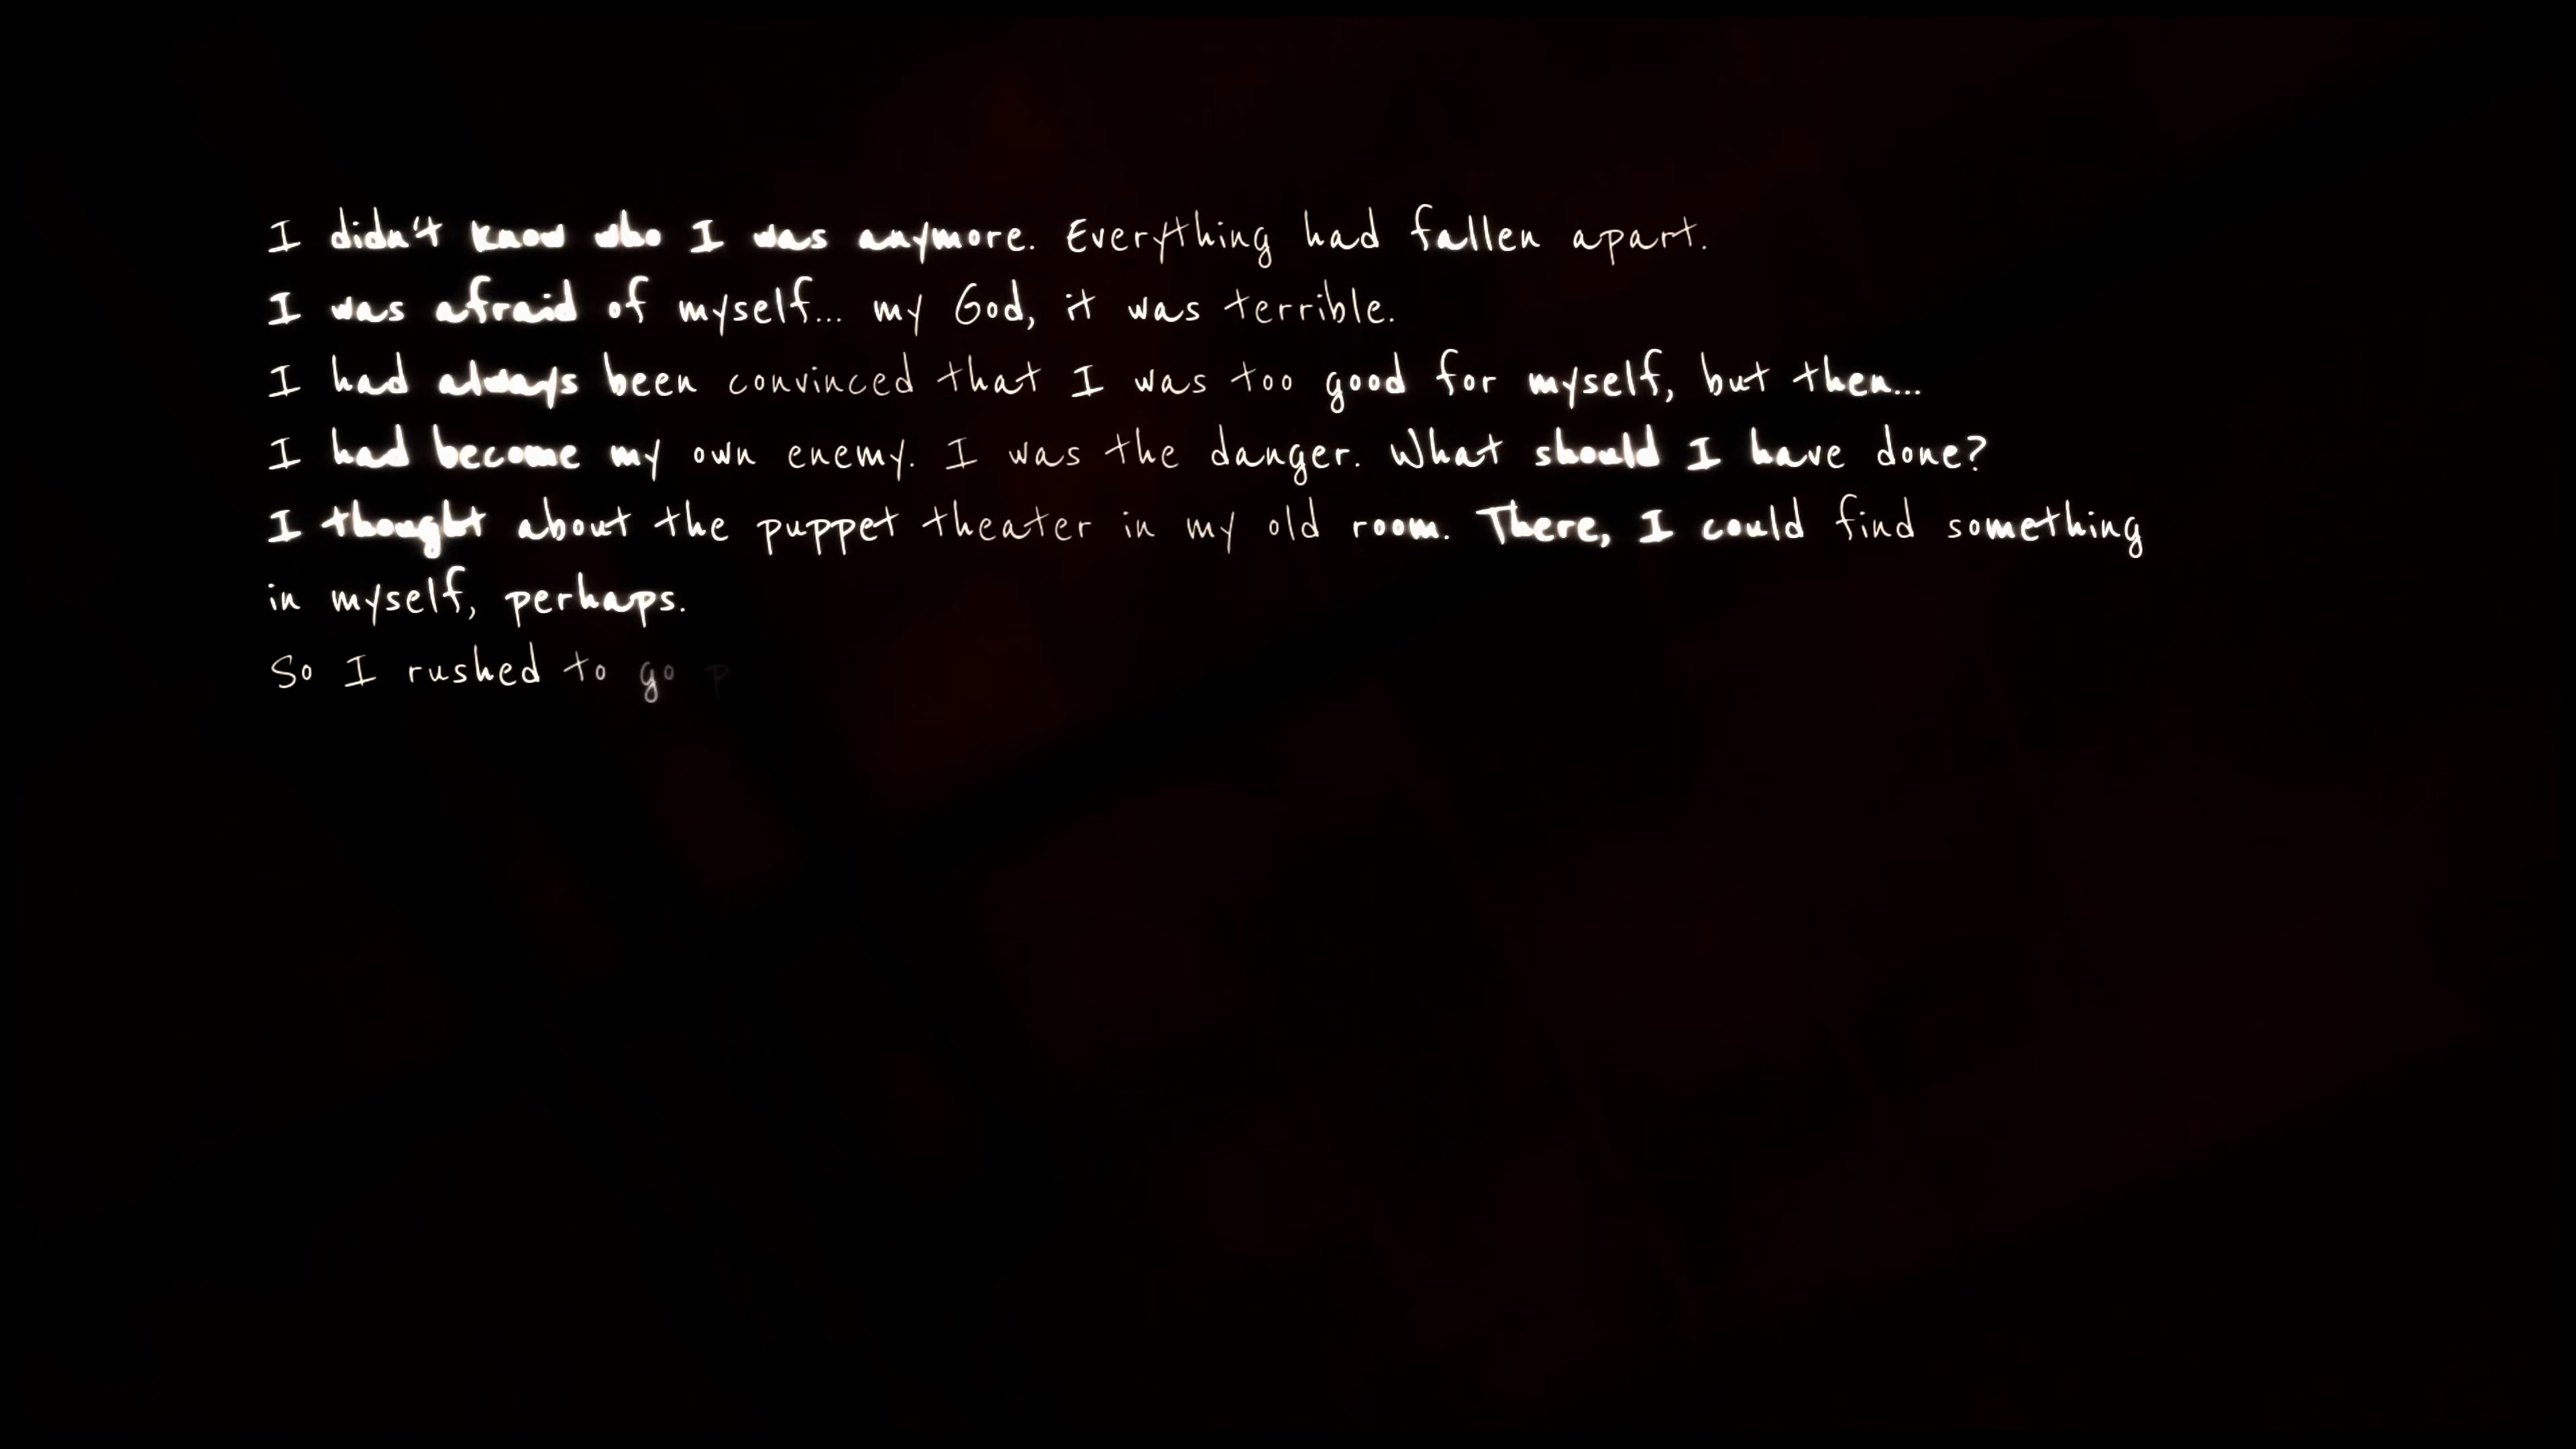 I didn't know who I was anymore. Everything had fallen apart.
I was afraid of myself... my God, it was terrible.
I had always been convinced that I was too good for myself, but then...
I had become my own enemy. I was the danger. What should I have done?
I thought about the puppet theater in my old room. There, I could find something
in myself, perhaps.
So I rushed to go p